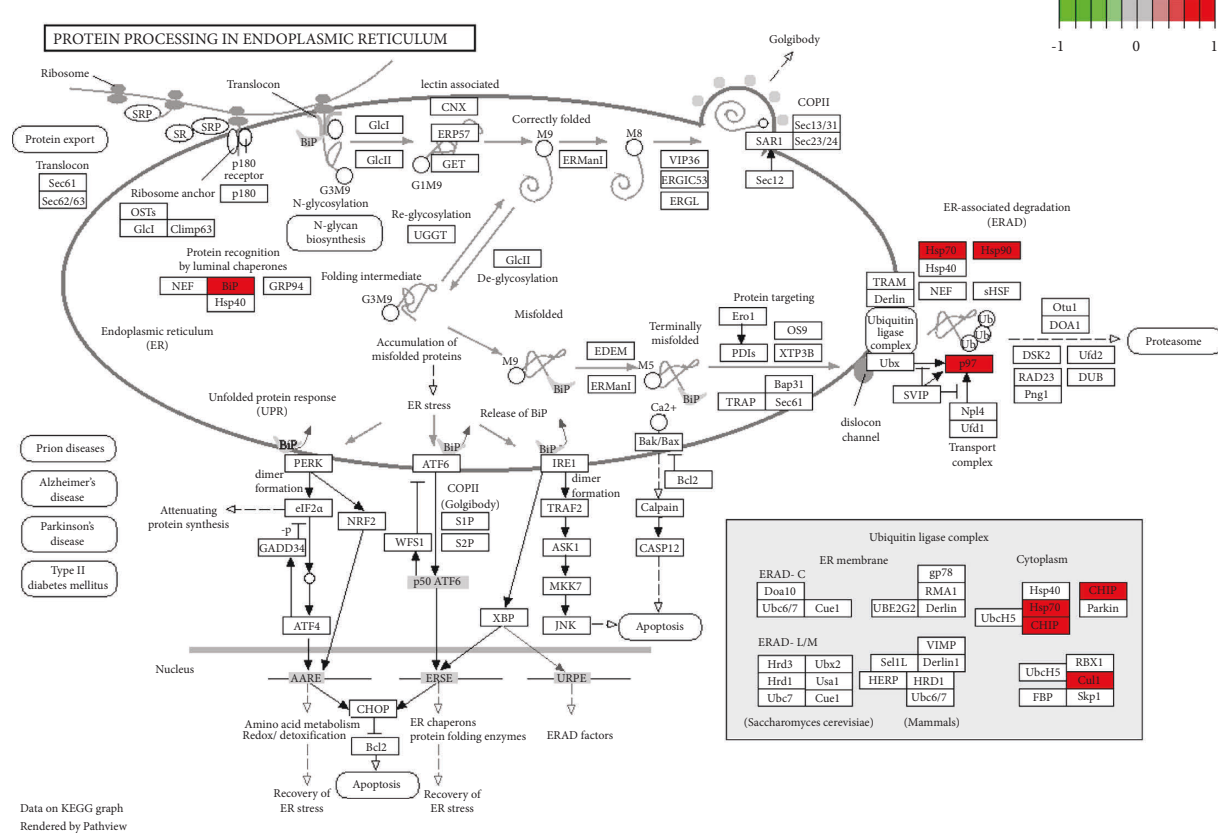 PROTEIN PROCESSING IN ENDOPLASMIC RETICULUM
-1 0 1
Golgibody
Ribosome
Translocon
lectin associated
CNX
COPII
SRP
SR
SRP
GlcI
ERP57
Correctly folded
M9
M8
Sec13/31
Protein export
BiP
GlcII
GET
ERManI
VIP36
SAR1
Sec23/24
Translocon
p180
receptor
G3M9
G1M9
ERGIC53
Sec12
Sec61
Sec62/63
Ribosome anchor
p180
N-glycosylation
ERGL
OSTs
GlcI
Climp63
N-glycan
biosynthesis
Re-glycosylation
UGGT
ER-associated degradation
(ERAD)
Protein recognition
by luminal chaperones
GlcII
De-glycosylation
Hsp70
Hsp90
Hsp40
NEF
BiP
GRP94
Hsp40
Folding intermediate
G3M9
TRAM
Derlin
NEF
sHSF
Endoplasmic reticulum
(ER)
Misfolded
Protein targeting
Ero1
OS9
PDIs
XTP3B
Ubiquitin
ligase
complex
Ub
Ub
Ub
Otu1
DOA1
Proteasome
Accumulation of
misfolded proteins
M9
BiP
EDEM
ERManI
Terminally
misfolded
M5
BiP
Ubx
p97
DSK2
Ufd2
RAD23
DUB
Png1
Bap31
TRAP
Sec61
SVIP
Unfolded protein response
(UPR)
ER stress
Release of BiP
Ca2+
dislocon
channel
Npl4
Ufd1
Transport
complex
Prion diseases
BiP
BiP
BiP
Bak/Bax
PERK
ATF6
IRE1
Bcl2
Alzheimer's
disease
dimer
formation
COPII
(Golgibody)
dimer
formation
Attenuating
protein synthesis
eIF2α
NRF2
S1P
TRAF2
Calpain
Parkinson's
disease
-p
GADD34
WFS1
S2P
ASK1
CASP12
Type II
diabetes mellitus
p50 ATF6
MKK7
ATF4
XBP
JNK
Apoptosis
Nucleus
AARE
ERSE
URPE
CHOP
Amino acid metabolism
Redox/ detoxification
ER chaperons
protein folding enzymes
ERAD factors
Bcl2
Apoptosis
Recovery of
ER stress
Recovery of
ER stress
Ubiquitin ligase complex
ER membrane
Cytoplasm
ERAD- C
Doa10
Ubc6/7
Cue1
gp78
RMA1
UBE2G2
Derlin
Hsp40
CHIP
UbcH5
Hsp70
Parkin
CHIP
ERAD- L/M
Hrd3
Ubx2
Hrd1
Usa1
Ubc7
Cue1
VIMP
Sel1L
Derlin1
HERP
HRD1
Ubc6/7
UbcH5
RBX1
Cul1
FBP
Skp1
(Saccharomyces cerevisiae)
(Mammals)
Data on KEGG graph
Rendered by Pathview